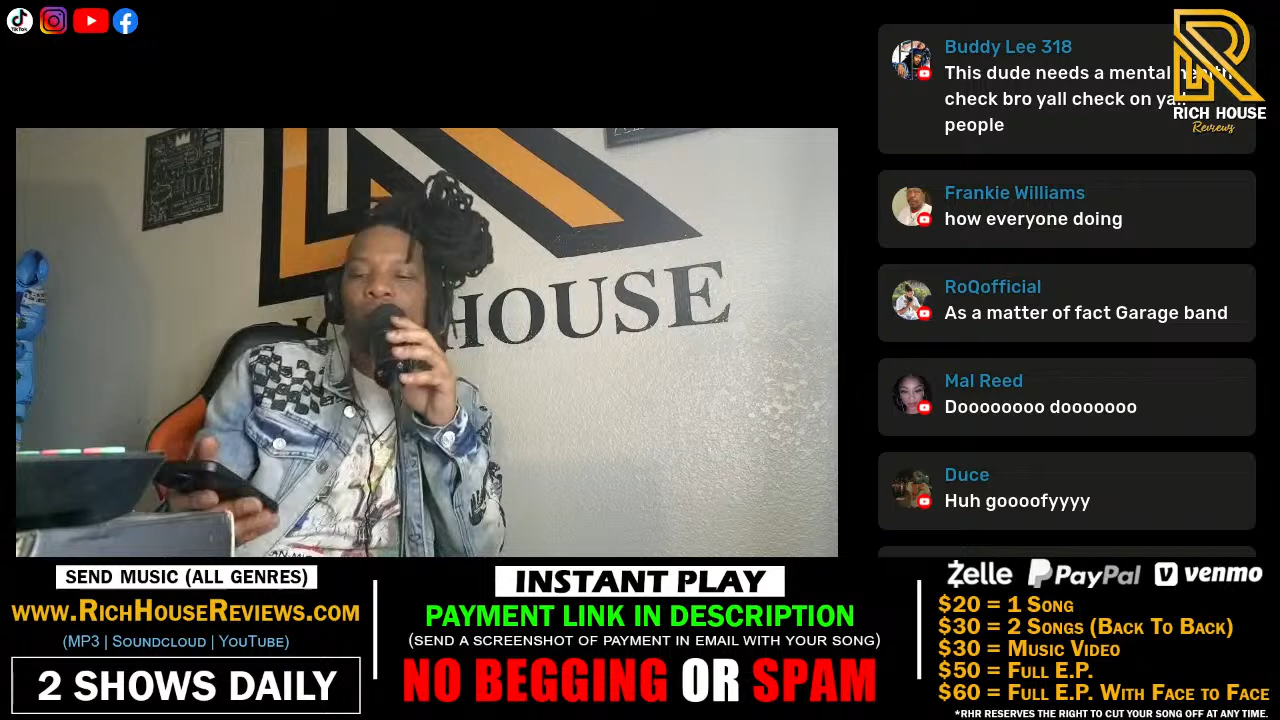 TikTok
Buddy Lee 318
This dude needs a mental health
check bro yall check on yall
people
R
RICH HOUSE
Reviews
Frankie Williams
how everyone doing
HOUSE
RoQofficial
As a matter of fact Garage band
Mal Reed
Doooooooo dooooooo
Duce
Huh goooofyyyy
SEND MUSIC (ALL GENRES)
www.RichHouseReviews.com
(MP3 | Soundcloud | YouTube)
2 SHOWS DAILY
INSTANT PLAY
PAYMENT LINK IN DESCRIPTION
(SEND A SCREENSHOT OF PAYMENT IN EMAIL WITH YOUR SONG)
NO BEGGING OR SPAM
Zelle PayPal venmo
$20 = 1 Song
$30 = 2 Songs (Back To Back)
$30 = Music Video
$50 = Full E.P.
$60 = Full E.P. With Face to Face
*RHR RESERVES THE RIGHT TO CUT YOUR SONG OFF AT ANY TIME.